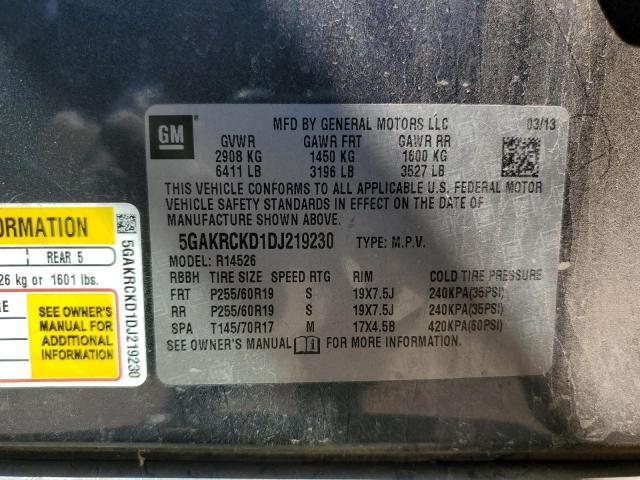 GM
MFD BY GENERAL MOTORS LLC 03/13
GVWR GAWR FRT GAWR RR
2908 KG 1450 KG 1600 KG
6411 LB 3196 LB 3527 LB
THIS VEHICLE CONFORMS TO ALL APPLICABLE U.S. FEDERAL MOTOR
VEHICLE SAFETY STANDARDS IN EFFECT ON THE DATE OF
MANUFACTURE SHOWN ABOVE.
5GAKRCKD1DJ219230 TYPE: M.P.V.
MODEL: R14526
RBBH TIRE SIZE SPEED RTG RIM COLD TIRE PRESSURE
FRT P255/60R19 S 19X7.5J 240KPA(35PSI)
RR P255/60R19 S 19X7.5J 240KPA(35PSI)
SPA T145/70R17 M 17X4.5B 420KPA(60PSI)
SEE OWNER'S MANUAL FOR MORE INFORMATION.
ORMATION
REAR 5
26 kg or 1601 lbs.
GE
SEE OWNER'S
MANUAL FOR
ADDITIONAL
INFORMATION
5GAKRCKD1DJ219230